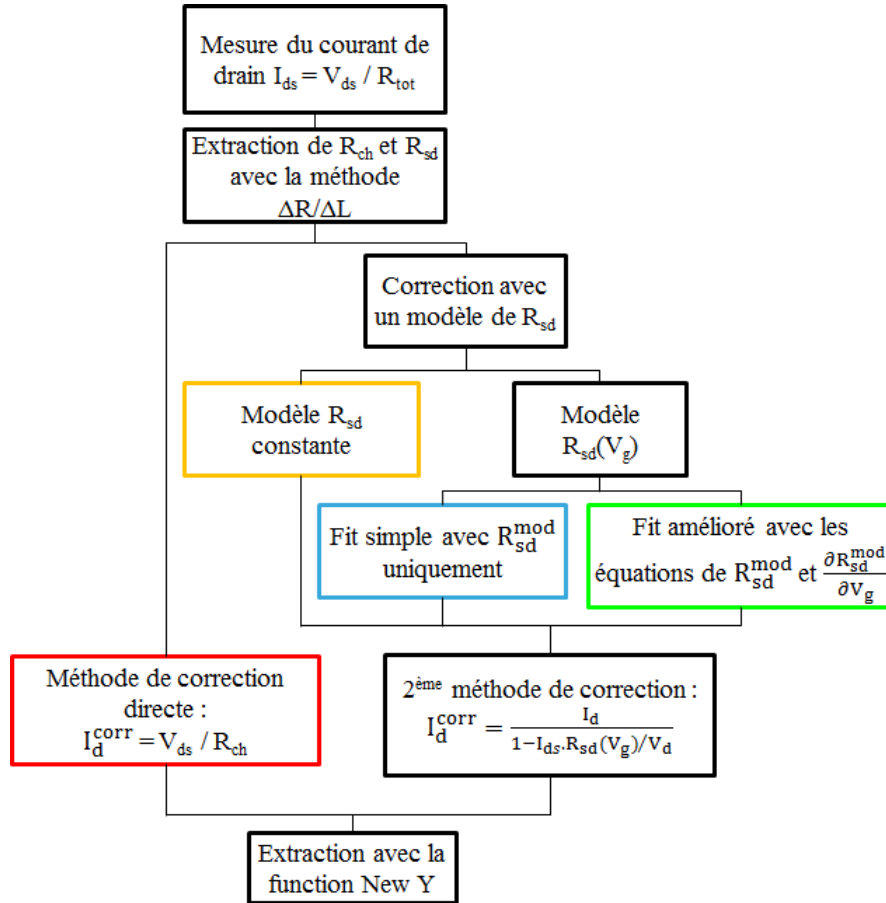 Mesure du courant de
drain I_ds = V_ds / R_tot
Extraction de R_ch et R_sd
avec la méthode
ΔR/ΔL
Correction avec
un modèle de R_sd
Modèle R_sd
constante
Modèle
R_sd(V_g)
Fit simple avec R_sd^mod
uniquement
Fit amélioré avec les
équations de R_sd^mod et ∂R_sd^mod/∂V_g
Méthode de correction
directe :
I_d^corr = V_ds / R_ch
2^ème méthode de correction :
I_d^corr = I_d / (1−I_ds.R_sd(V_g)/V_d)
Extraction avec la
function New Y